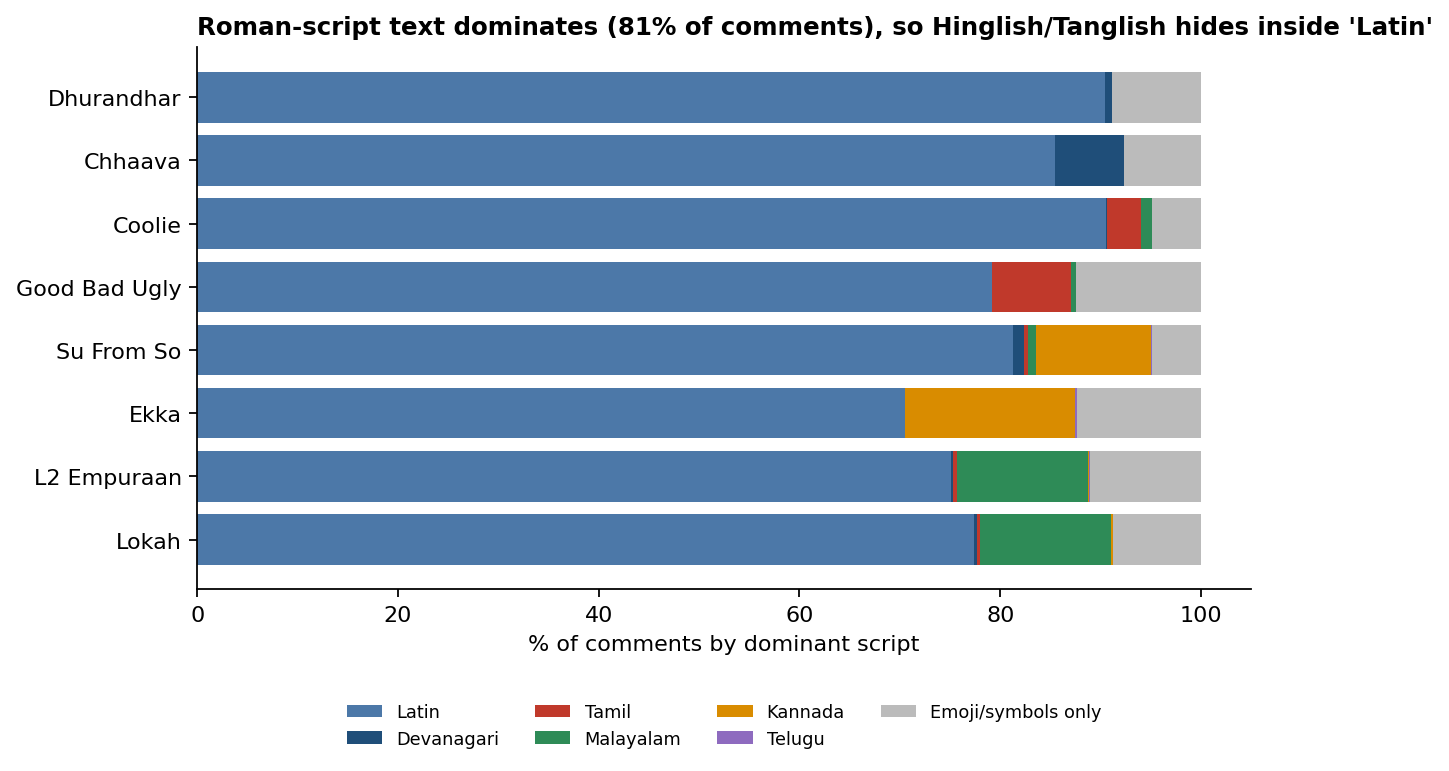 Roman-script text dominates (81% of comments), so Hinglish/Tanglish hides inside 'Latin'
Dhurandhar
Chhaava
Coolie
Good Bad Ugly
Su From So
Ekka
L2 Empuraan
Lokah
0 20 40 60 80 100
% of comments by dominant script
Latin Tamil Kannada Emoji/symbols only
Devanagari Malayalam Telugu